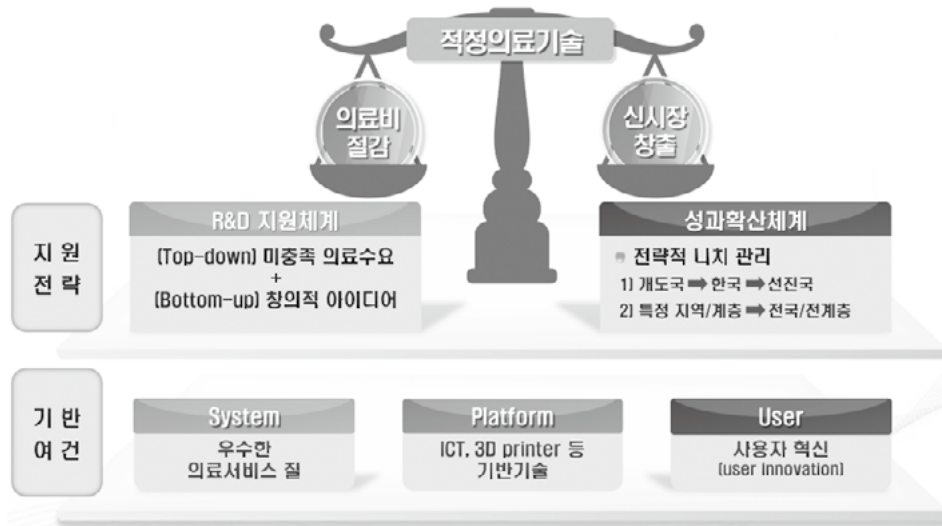 적정의료기술
의료비
절감
신시장
창출
지 원
전 략
R&D 지원체계
(Top-down) 미충족 의료수요
+
(Bottom-up) 창의적 아이디어
성과확산체계
전략적 니치 관리
1) 개도국 ➡ 한국 ➡ 선진국
2) 특정 지역/계층 ➡ 전국/전계층
기 반
여 건
System
우수한
의료서비스 질
Platform
ICT, 3D printer 등
기반기술
User
사용자 혁신
(user innovation)